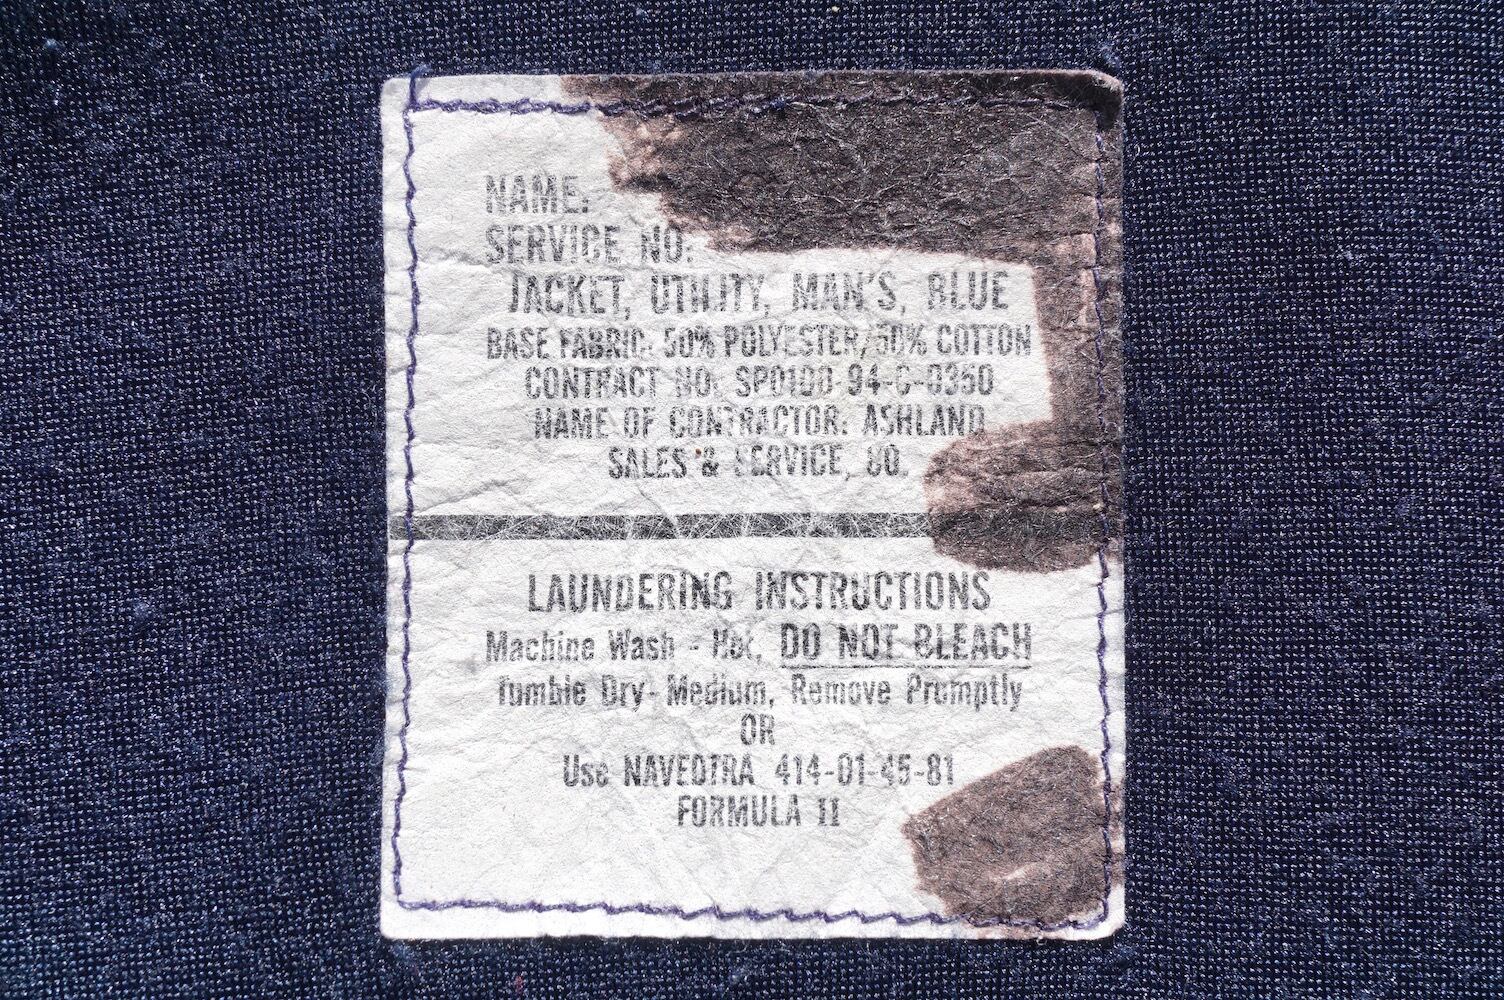 NAME:
SERVICE NO:
JACKET, UTILITY, MAN'S, BLUE
BASE FABRIC: 50% POLYESTER/50% COTTON
CONTRACT NO: SP0100-94-C-0350
NAME OF CONTRACTOR: ASHLAND
SALES & SERVICE, CO.
LAUNDERING INSTRUCTIONS
Machine Wash - Hot, DO NOT BLEACH
Tumble Dry- Medium, Remove Promptly
OR
Use NAVEDTRA 414-01-45-81
FORMULA II